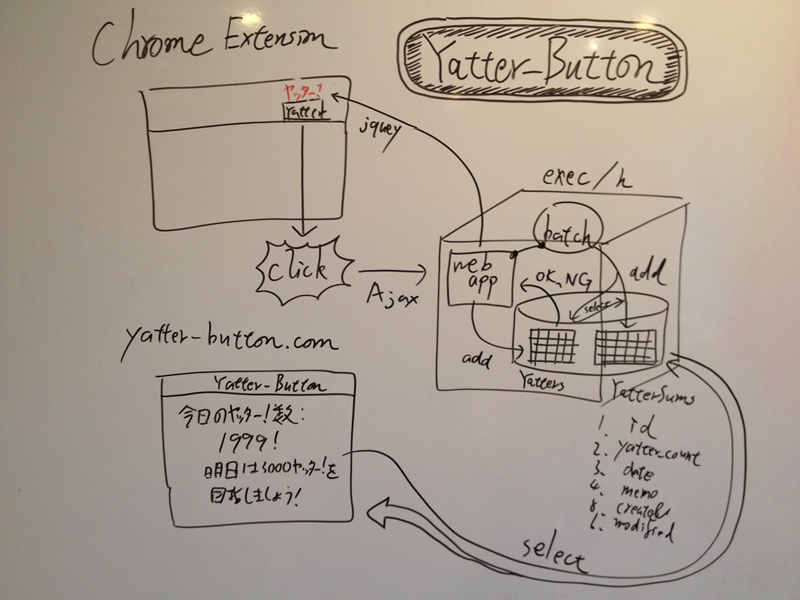 Chrome Extension
Yatter-Button
ヤッター!
Yatter
jquey
exec/h
batch
web
app
OK, NG
add
select
click
Ajax
add
Yatters
YatterSums
1. id
2. yatter_count
3. date
4. memo
5. created
6. modified
yatter-button.com
Yatter-Button
今日のヤッター!数:
1999!
明日は3000ヤッター!を
目指しましょう!
select